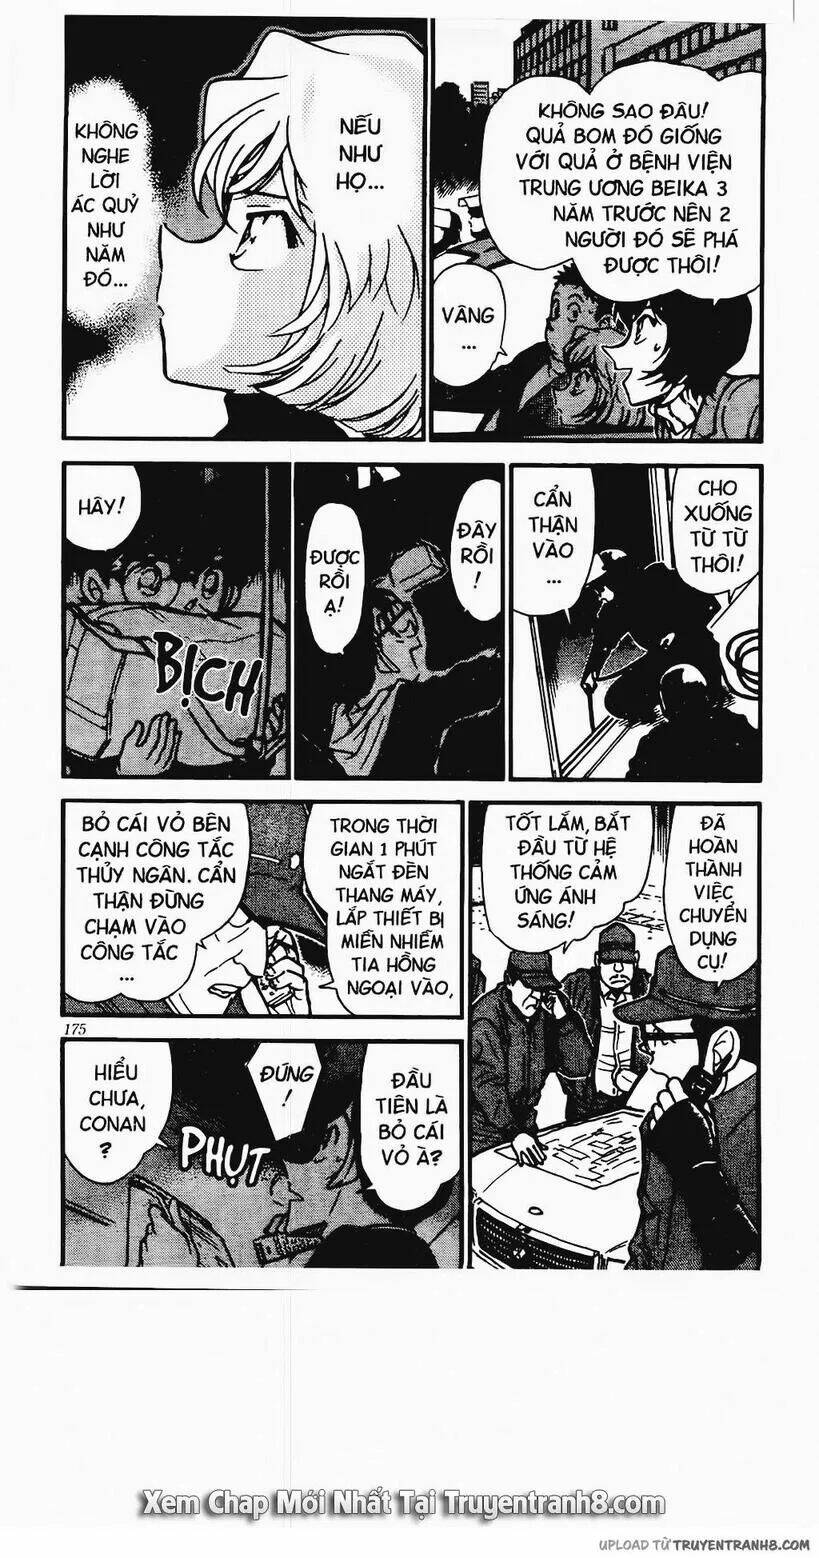 KHÔNG SAO ĐÂU!
QUẢ BOM ĐÓ GIỐNG
VỚI QUẢ Ở BỆNH VIỆN
TRUNG ƯƠNG BEIKA 3
NĂM TRƯỚC NÊN 2
NGƯỜI ĐÓ SẼ PHÁ
ĐƯỢC THÔI!
VÂNG
...
NẾU
NHƯ
HỌ...
KHÔNG
NGHE
LỜI
ÁC QUỶ
NHƯ
NĂM
ĐÓ...
CHO
XUỐNG
TỪ TỪ
THÔI!
CẨN
THẬN
VÀO
...
ĐÂY
RỒI
!
ĐƯỢC
RỒI
Ạ!
HÂY!
BỊCH
ĐÃ
HOÀN
THÀNH
VIỆC
CHUYỂN
DỤNG
CỤ!
TỐT LẮM, BẮT
ĐẦU TỪ HỆ
THỐNG CẢM
ỨNG ÁNH
SÁNG!
TRONG THỜI
GIAN 1 PHÚT
NGẮT ĐÈN
THANG MÁY,
LẮP THIẾT BỊ
MIỄN NHIỄM
TIA HỒNG
NGOẠI VÀO,
BỎ CÁI VỎ BÊN
CẠNH CÔNG TẮC
THỦY NGÂN. CẨN
THẬN ĐỪNG
CHẠM VÀO
CÔNG TẮC
...
175
ĐẦU
TIÊN LÀ
BỎ CÁI
VỎ À?
ĐÚNG
!
PHỤT
HIỂU
CHƯA,
CONAN
?
Xem Chap Mới Nhất Tại Truyentranh8.com
UPLOAD TỪ TRUYENTRANH8.COM